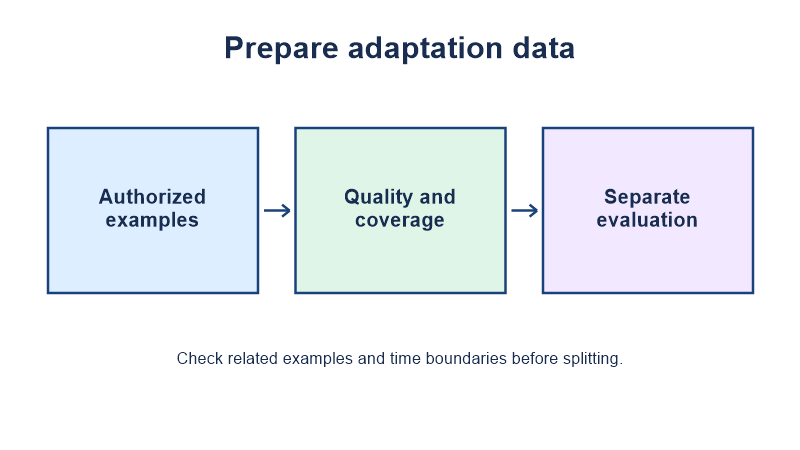 Prepare adaptation data
Authorized
examples
Quality and
coverage
Separate
evaluation
Check related examples and time boundaries before splitting.